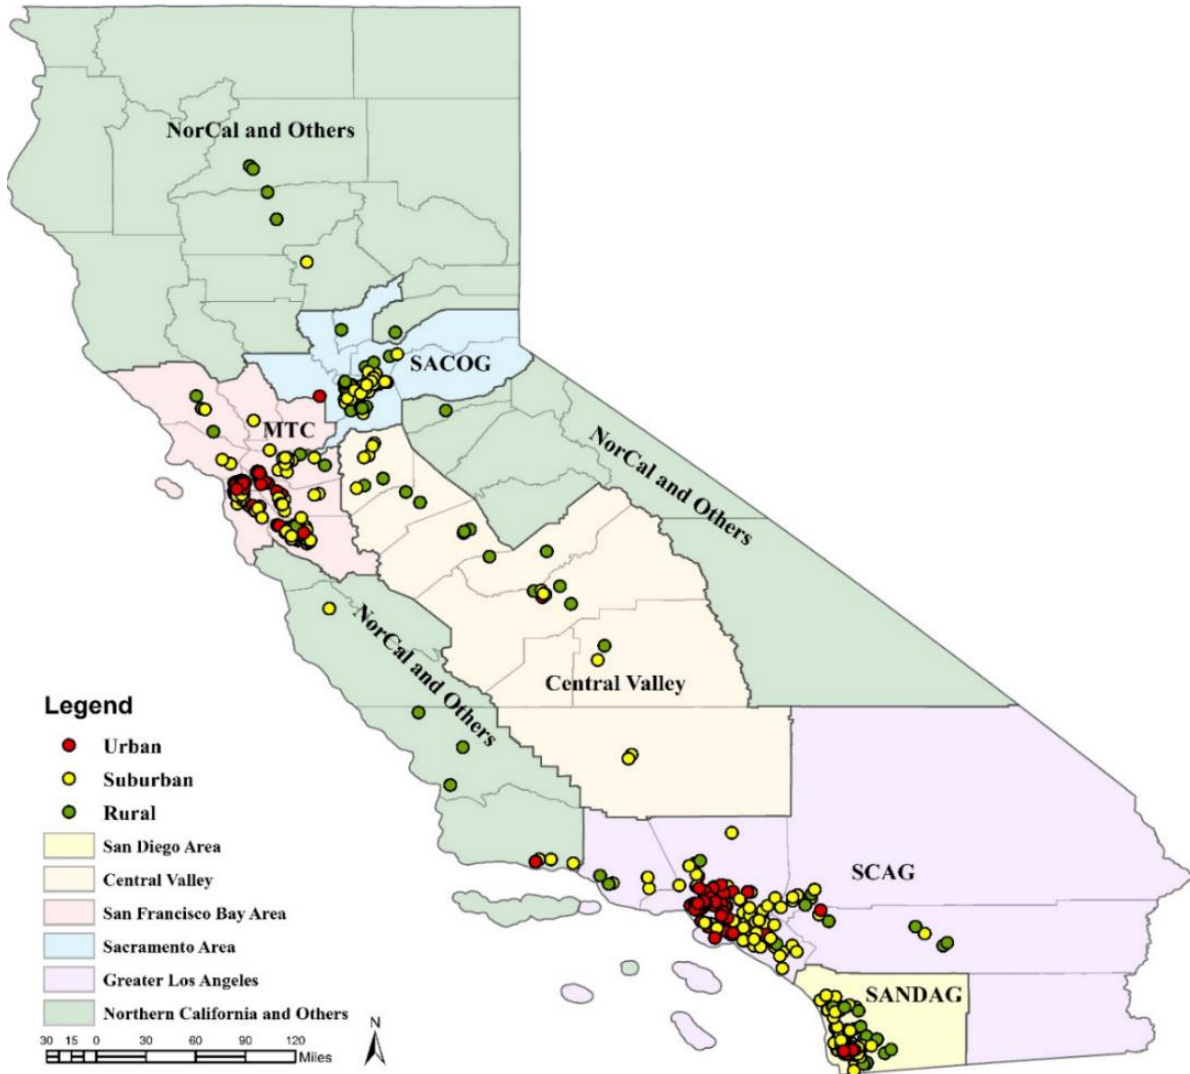 NorCal and Others
SACOG
MTC
NorCal and Others
NorCal and Others
Central Valley
SCAG
SANDAG
Legend
Urban
Suburban
Rural
San Diego Area
Central Valley
San Francisco Bay Area
Sacramento Area
Greater Los Angeles
Northern California and Others
N
30 15 0 30 60 90 120
Miles